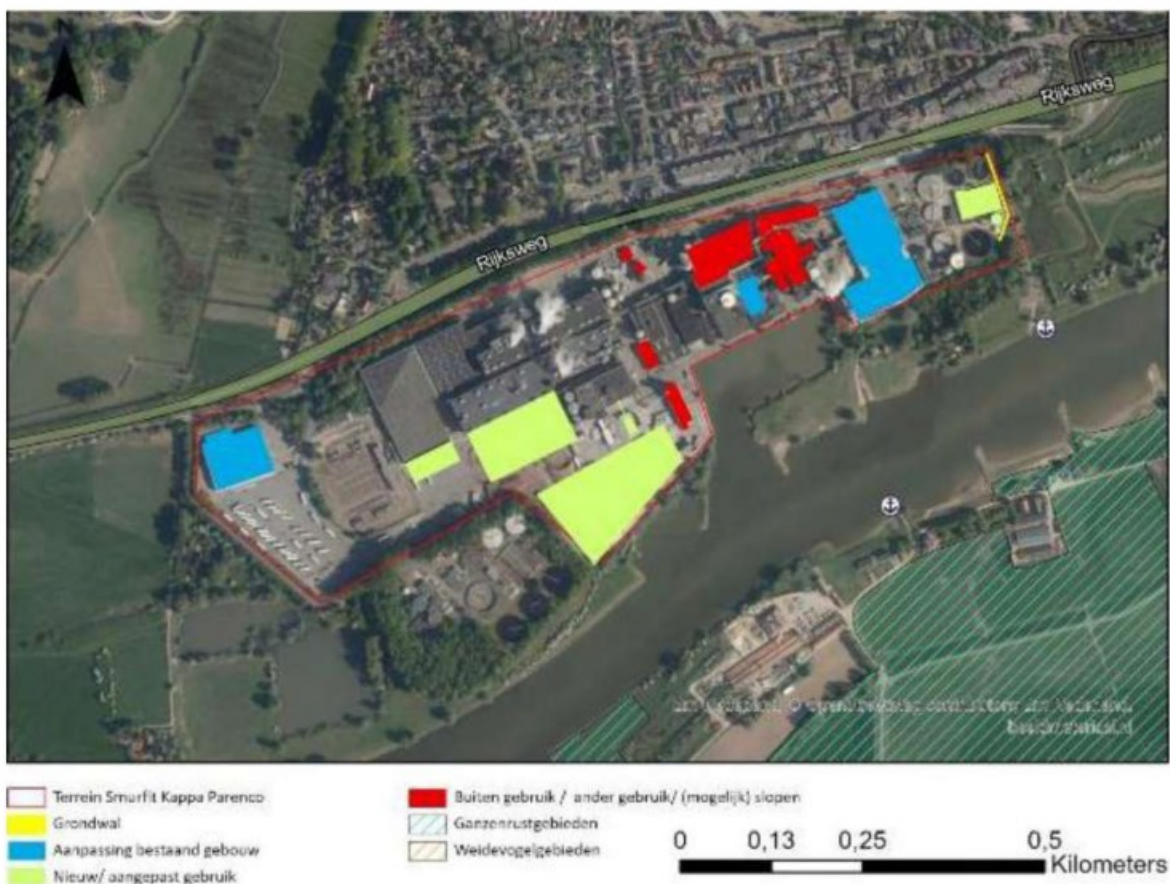 Rijksweg
Rijksweg
Terrein Smurfit Kappa Parenco
Grondwal
Aanpassing bestaand gebouw
Nieuw/ aangepast gebruik
Buiten gebruik / ander gebruik/ (mogelijk) slopen
Ganzenrustgebieden
Weidevogelgebieden
0 0,13 0,25 0,5
Kilometers